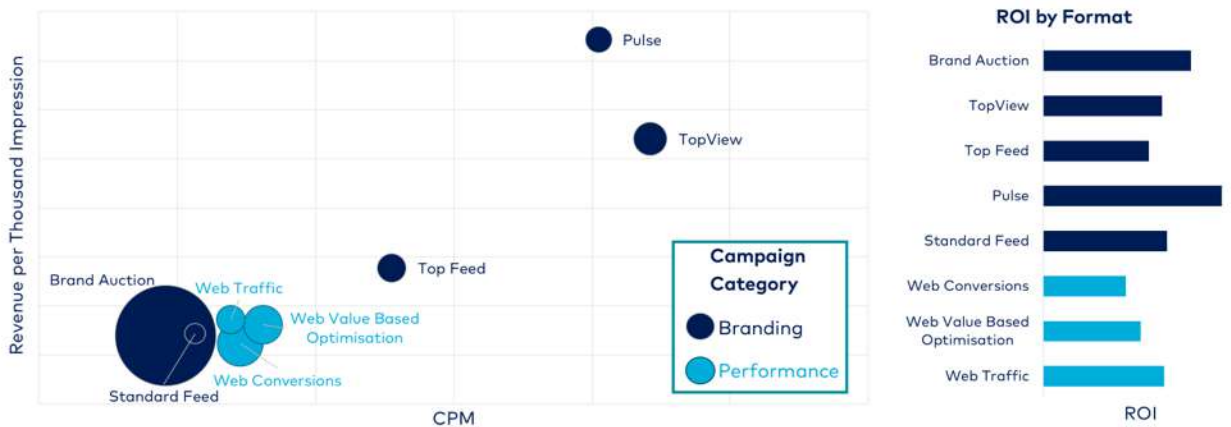 Revenue per Thousand Impression
Pulse
TopView
Top Feed
Brand Auction
Web Traffic
Web Value Based
Optimisation
Web Conversions
Standard Feed
CPM
Campaign
Category
Branding
Performance
ROI by Format
Brand Auction
TopView
Top Feed
Pulse
Standard Feed
Web Conversions
Web Value Based
Optimisation
Web Traffic
ROI